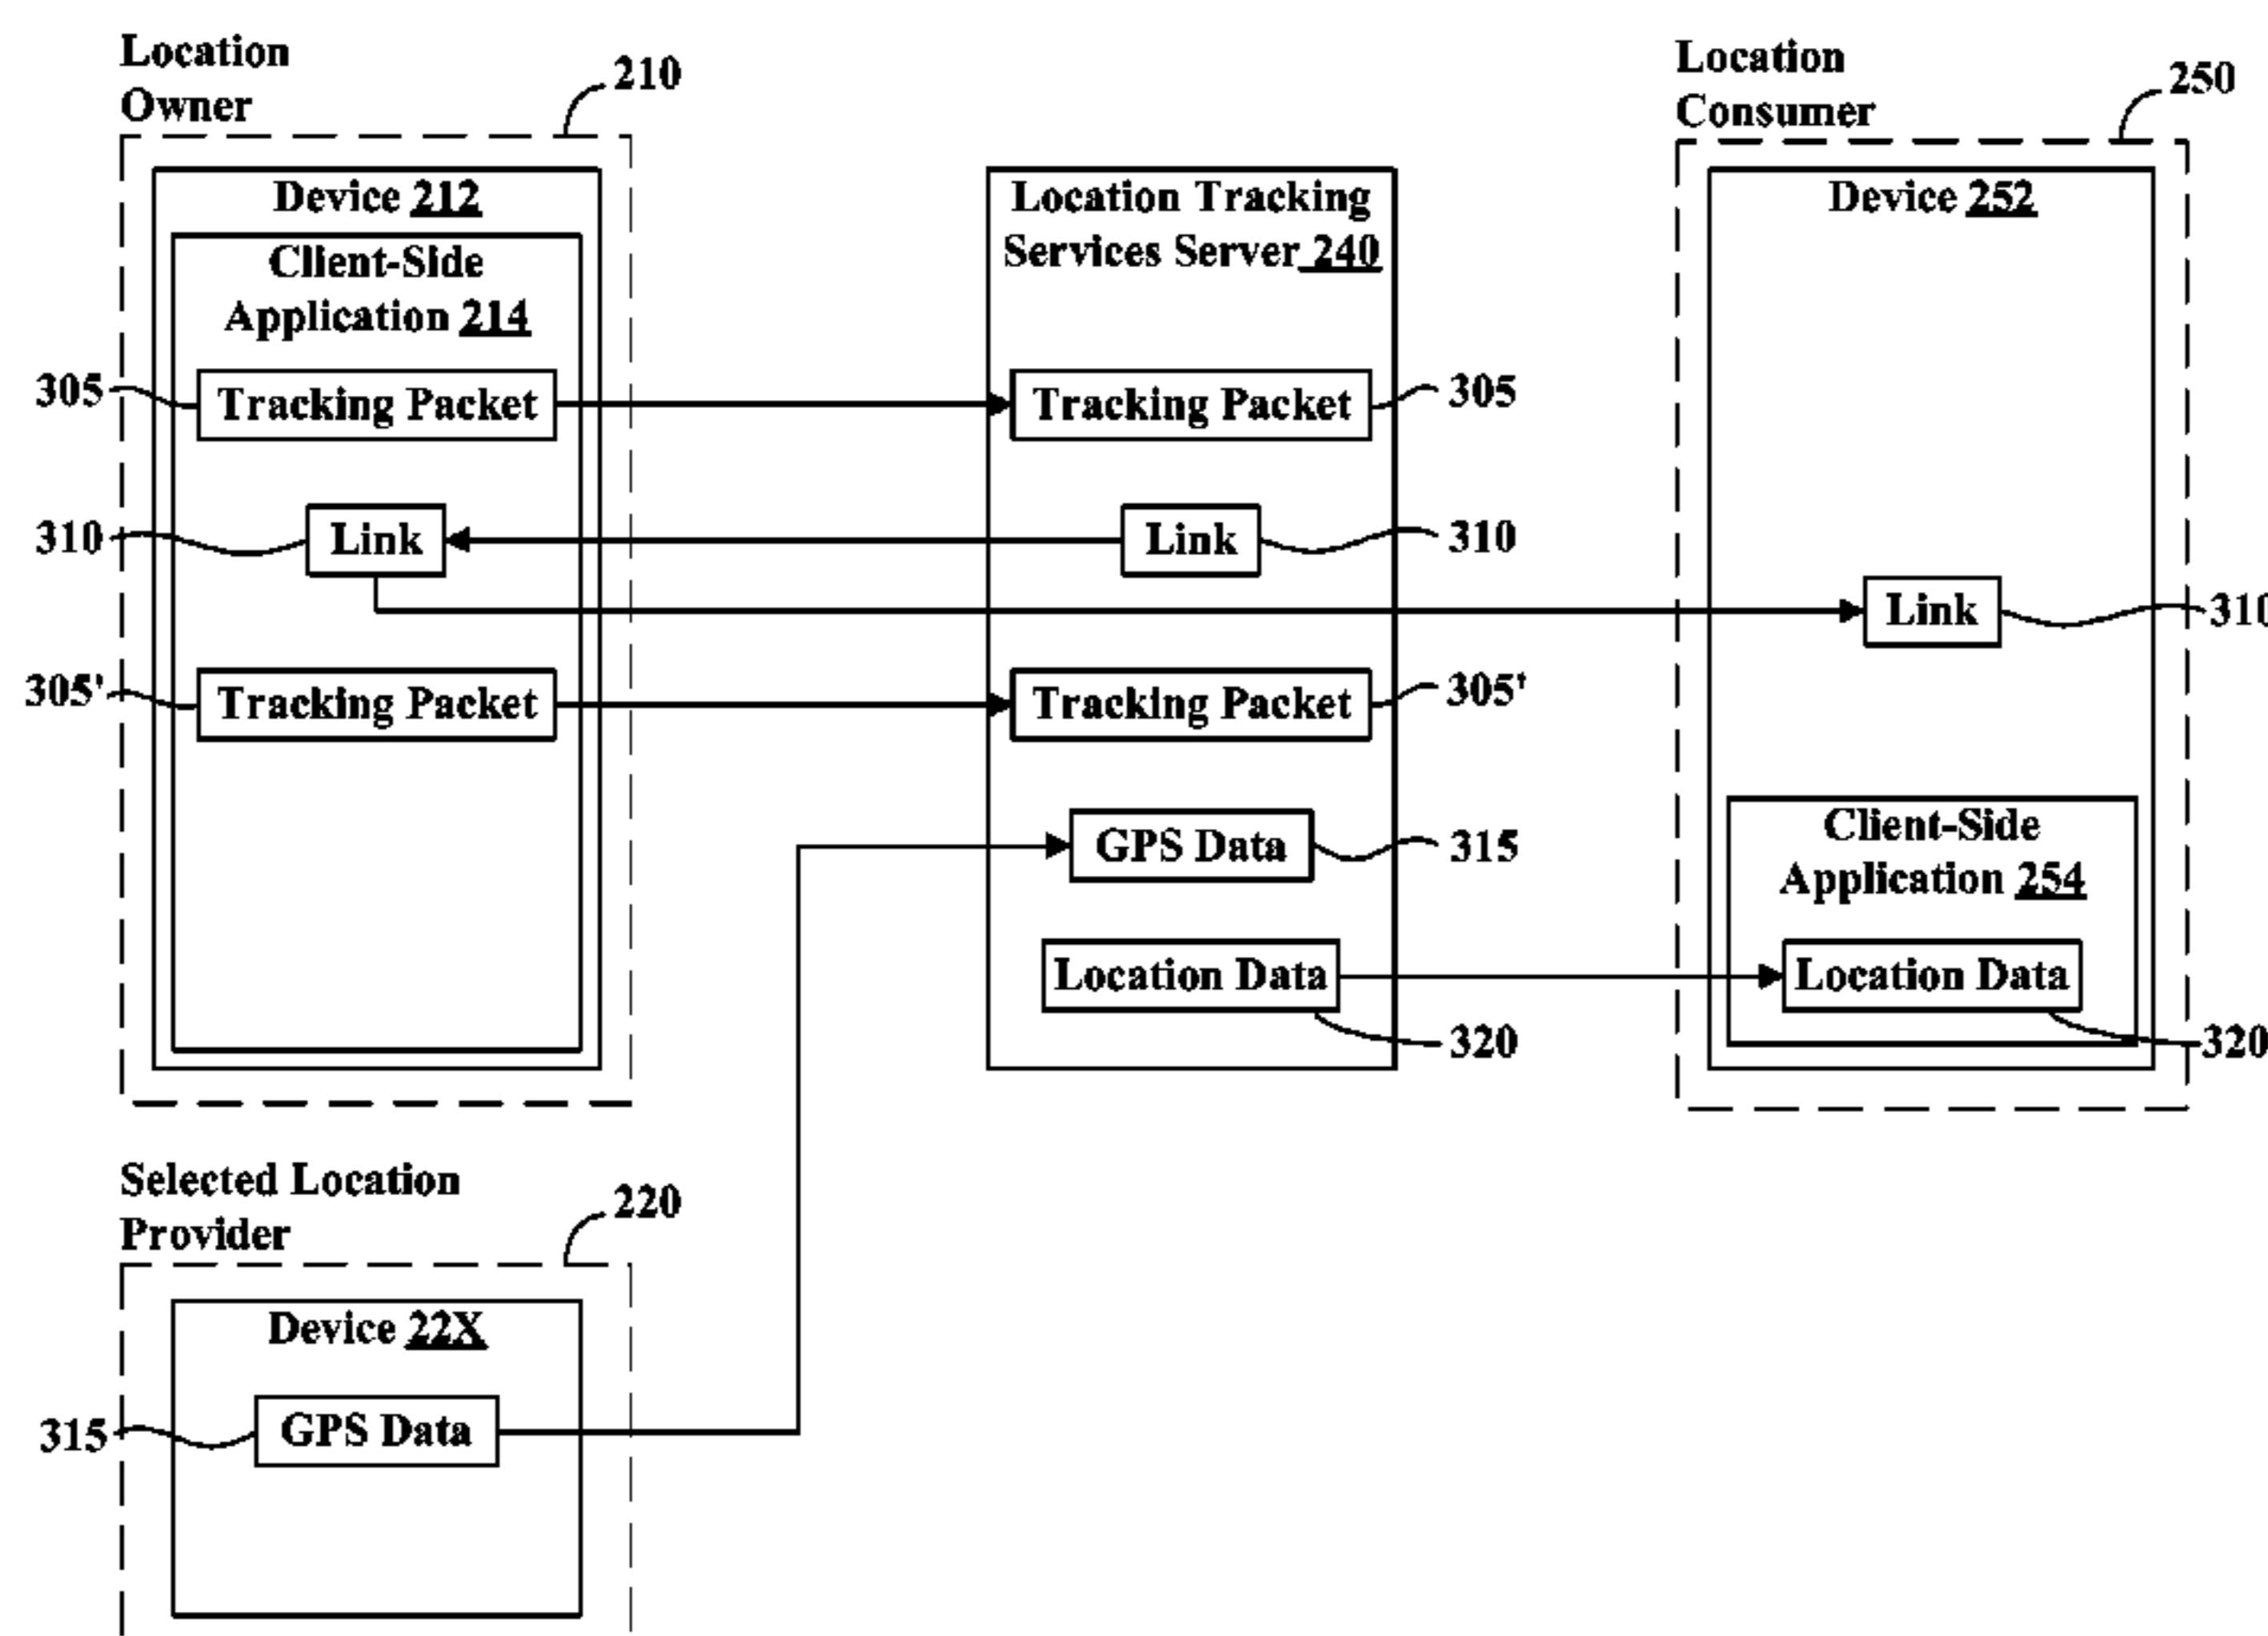 Location
Owner
210
Device 212
Client-Side
Application 214
305
Tracking Packet
310
Link
305'
Tracking Packet
Location Tracking
Services Server 240
Tracking Packet
305
Link
310
Tracking Packet
305'
GPS Data
315
Location Data
320
Location
Consumer
250
Device 252
Link
310
Client-Side
Application 254
Location Data
320
Selected Location
Provider
220
Device 22X
315
GPS Data